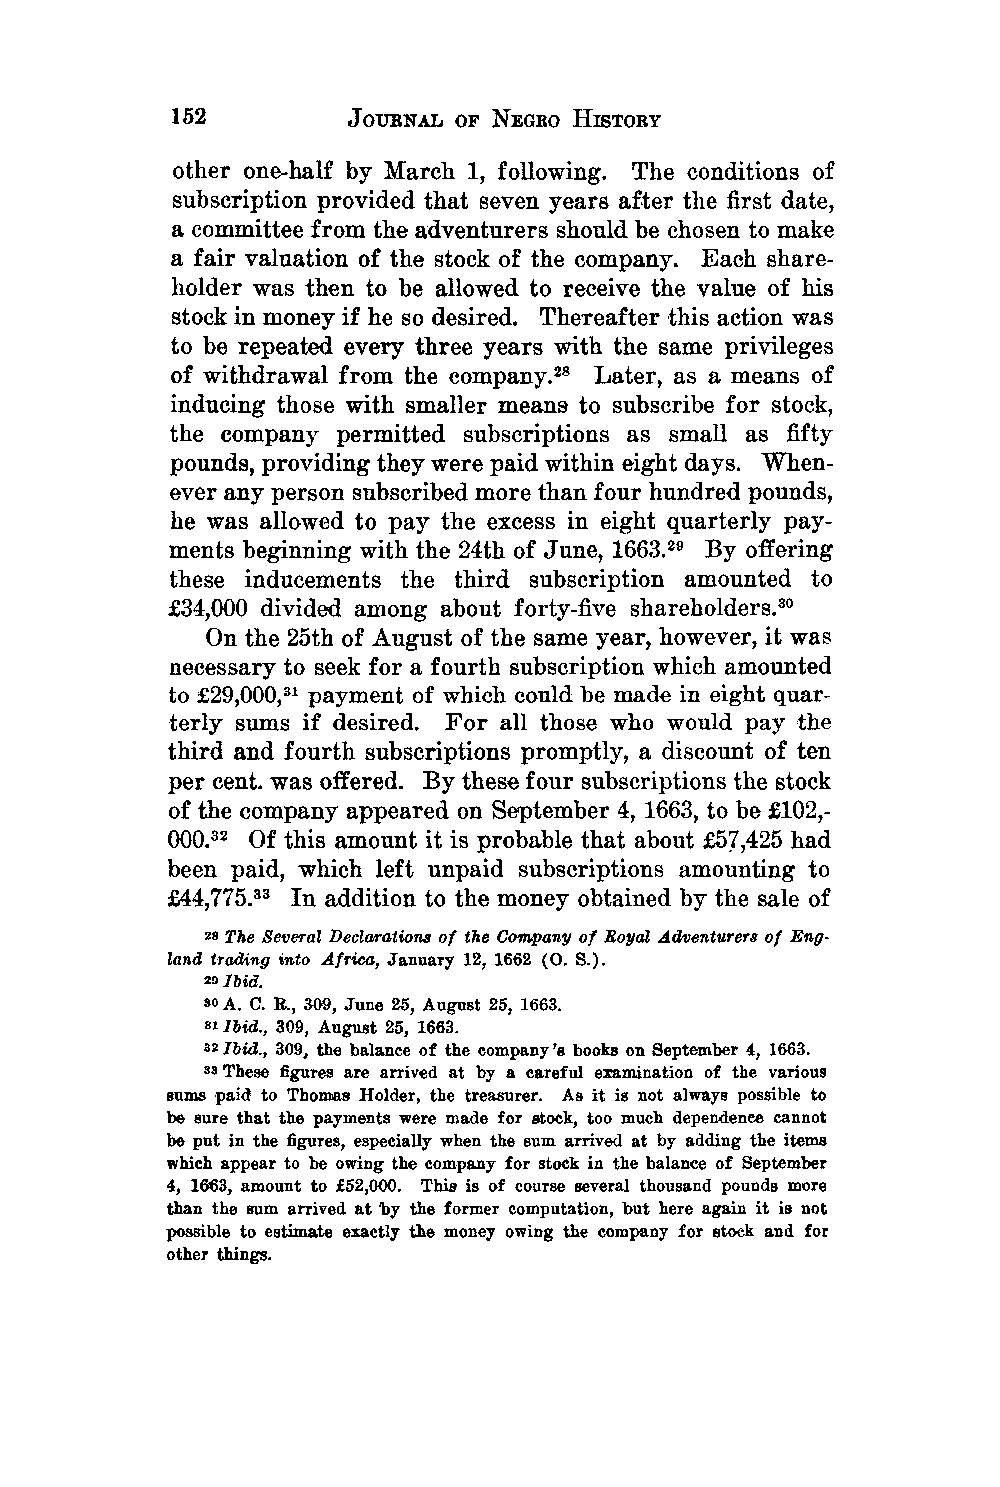 152 JOURNAL OF NEGRO HISTORY
other one-half by March 1, following. The conditions of
subscription provided that seven years after the first date,
a committee from the adventurers should be chosen to make
a fair valuation of the stock of the company. Each share-
holder was then to be allowed to receive the value of his
stock in money if he so desired. Thereafter this action was
to be repeated every three years with the same privileges
of withdrawal from the company.²⁸ Later, as a means of
inducing those with smaller means to subscribe for stock,
the company permitted subscriptions as small as fifty
pounds, providing they were paid within eight days. When-
ever any person subscribed more than four hundred pounds,
he was allowed to pay the excess in eight quarterly pay-
ments beginning with the 24th of June, 1663.²⁹ By offering
these inducements the third subscription amounted to
£34,000 divided among about forty-five shareholders.³⁰
On the 25th of August of the same year, however, it was
necessary to seek for a fourth subscription which amounted
to £29,000,³¹ payment of which could be made in eight quar-
terly sums if desired. For all those who would pay the
third and fourth subscriptions promptly, a discount of ten
per cent. was offered. By these four subscriptions the stock
of the company appeared on September 4, 1663, to be £102,-
000.³² Of this amount it is probable that about £57,425 had
been paid, which left unpaid subscriptions amounting to
£44,775.³³ In addition to the money obtained by the sale of
²⁸ The Several Declarations of the Company of Royal Adventurers of Eng-
land trading into Africa, January 12, 1662 (O. S.).
²⁹ Ibid.
³⁰ A. C. R., 309, June 25, August 25, 1663.
³¹ Ibid., 309, August 25, 1663.
³² Ibid., 309, the balance of the company's books on September 4, 1663.
³³ These figures are arrived at by a careful examination of the various
sums paid to Thomas Holder, the treasurer. As it is not always possible to
be sure that the payments were made for stock, too much dependence cannot
be put in the figures, especially when the sum arrived at by adding the items
which appear to be owing the company for stock in the balance of September
4, 1663, amount to £52,000. This is of course several thousand pounds more
than the sum arrived at by the former computation, but here again it is not
possible to estimate exactly the money owing the company for stock and for
other things.